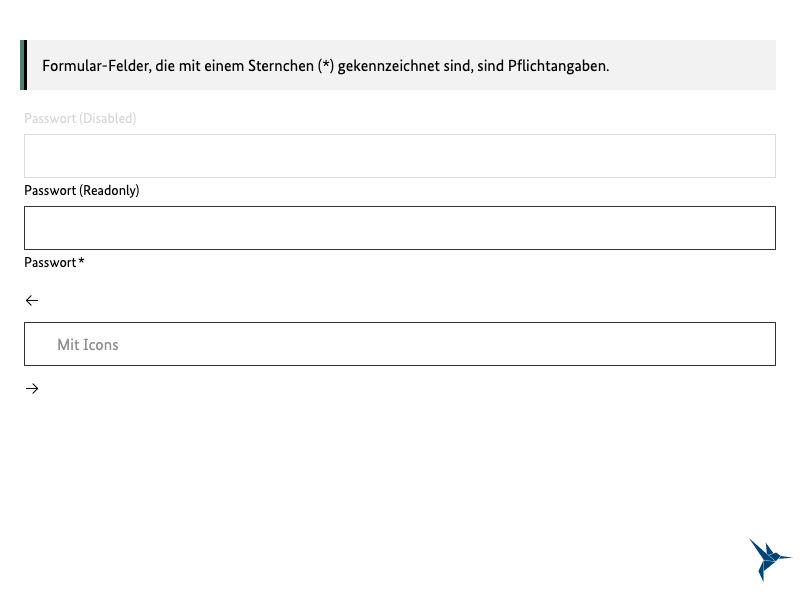 Formular-Felder, die mit einem Sternchen (*) gekennzeichnet sind, sind Pflichtangaben.
Passwort (Disabled)
Passwort (Readonly)
Passwort *
←
Mit Icons
→